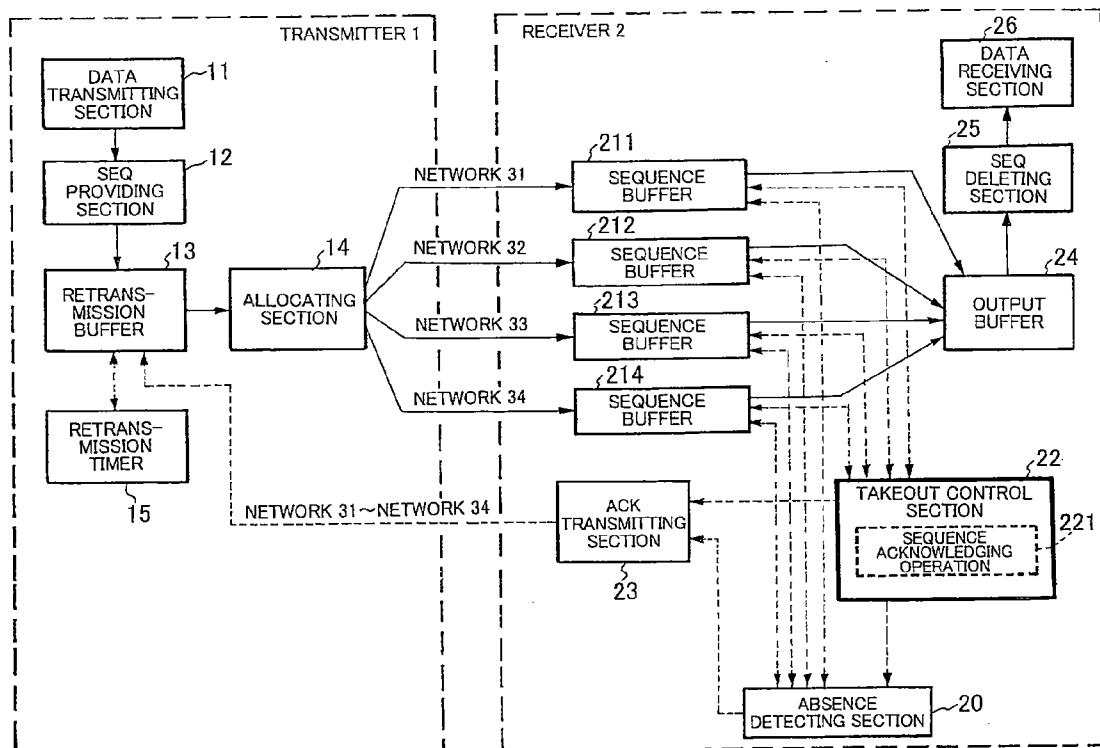 TRANSMITTER 1
11
DATA
TRANSMITTING
SECTION
12
SEQ
PROVIDING
SECTION
13
RETRANS-
MISSION
BUFFER
14
ALLOCATING
SECTION
RETRANS-
MISSION
TIMER
15
NETWORK 31
NETWORK 32
NETWORK 33
NETWORK 34
NETWORK 31~NETWORK 34
RECEIVER 2
211
SEQUENCE
BUFFER
212
SEQUENCE
BUFFER
213
SEQUENCE
BUFFER
214
SEQUENCE
BUFFER
26
DATA
RECEIVING
SECTION
25
SEQ
DELETING
SECTION
24
OUTPUT
BUFFER
22
TAKEOUT CONTROL
SECTION
221
SEQUENCE
ACKNOWLEDGING
OPERATION
ACK
TRANSMITTING
SECTION
23
ABSENCE
DETECTING SECTION
20